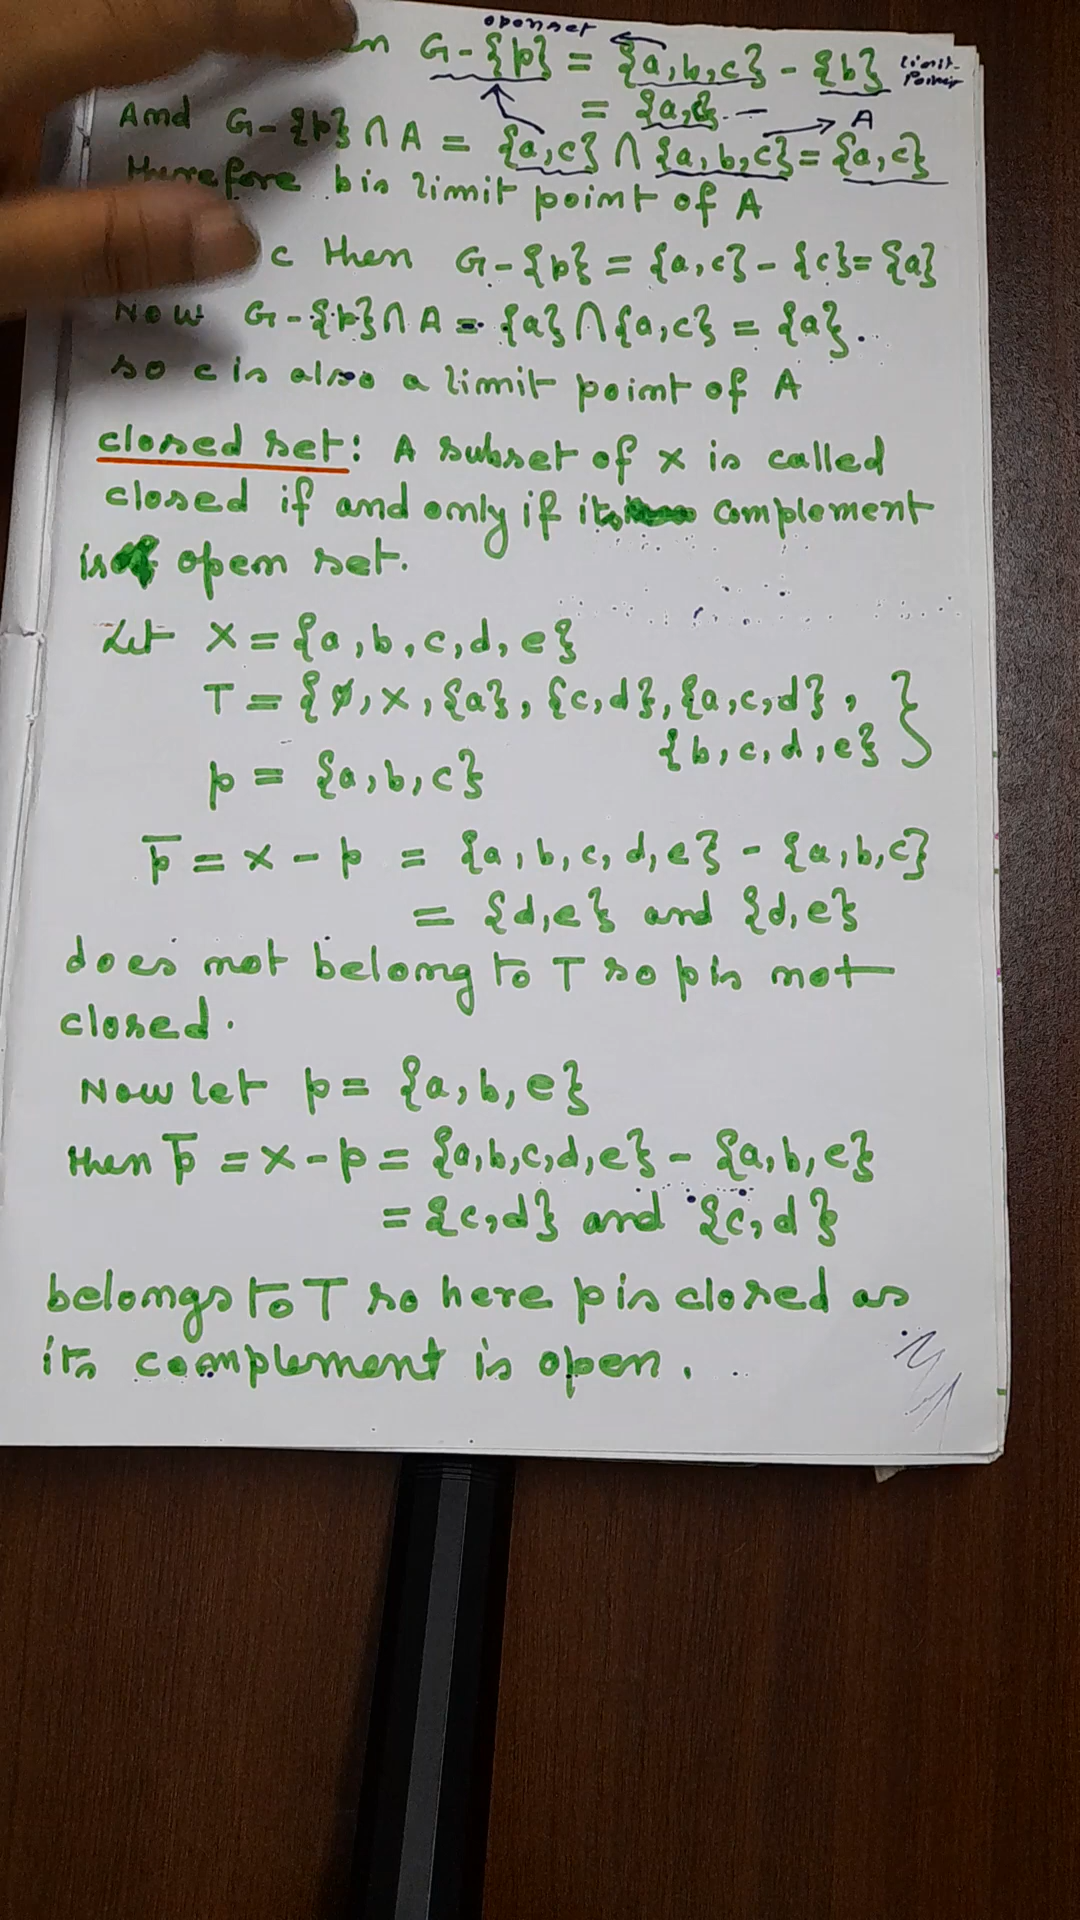 open set
G-{p} = {a,b,c} - {b} limit- Point
= {a,c}
And G-{p} ∩ A = {a,c} ∩ {a,b,c} = {a,c} A
therefore b is limit point of A
c then G-{p} = {a,c} - {c} = {a}
Now G-{p} ∩ A = {a} ∩ {a,c} = {a}.
so c is also a limit point of A
closed set: A subset of X is called
closed if and only if its complement
is open set.
Let X = {a,b,c,d,e}
T = {ø, X, {a}, {c,d}, {a,c,d},
{b,c,d,e} }
p = {a,b,c}
p̅ = X - p = {a,b,c,d,e} - {a,b,c}
= {d,e} and {d,e}
does not belong to T so p is not
closed.
Now let p = {a,b,e}
then p̅ = X - p = {a,b,c,d,e} - {a,b,e}
= {c,d} and {c,d}
belongs to T so here p is closed as
its complement is open.